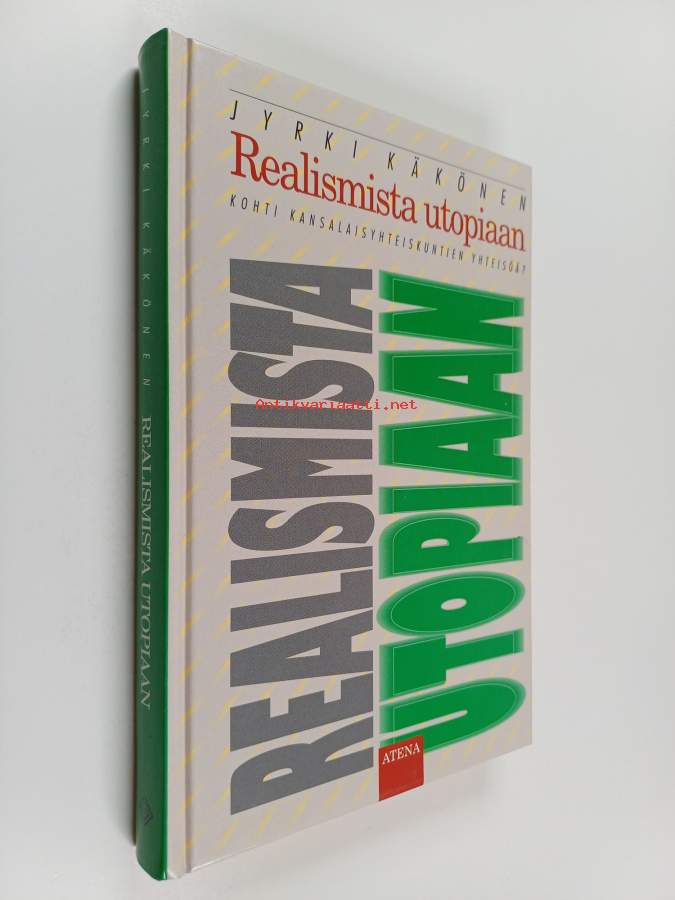 JYRKI KÄKÖNEN
Realismista utopiaan
KOHTI KANSALAISYHTEISKUNTIEN YHTEISÖÄ?
REALISMISTA
UTOPIAAN
ATENA
JYRKI KÄKÖNEN REALISMISTA UTOPIAAN
Antikvariaatti.net